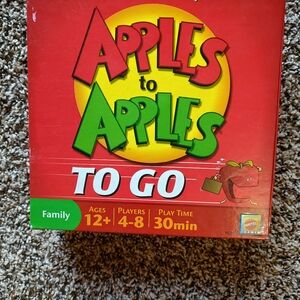 APPLES
to
APPLES
TO GO
Family
AGES
12+
PLAYERS
4-8
PLAY TIME
30min